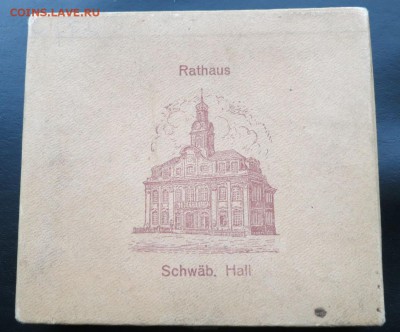 COINS.LAVE.RU
Rathaus
Schwäb. Hall